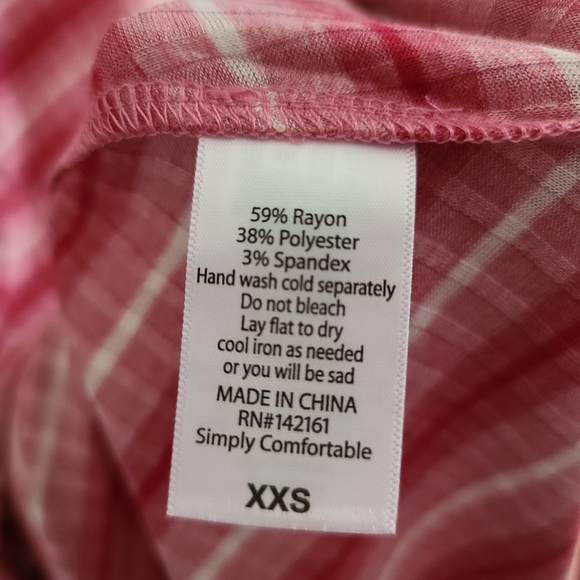 59% Rayon
38% Polyester
3% Spandex
Hand wash cold separately
Do not bleach
Lay flat to dry
cool iron as needed
or you will be sad
MADE IN CHINA
RN#142161
Simply Comfortable
XXS